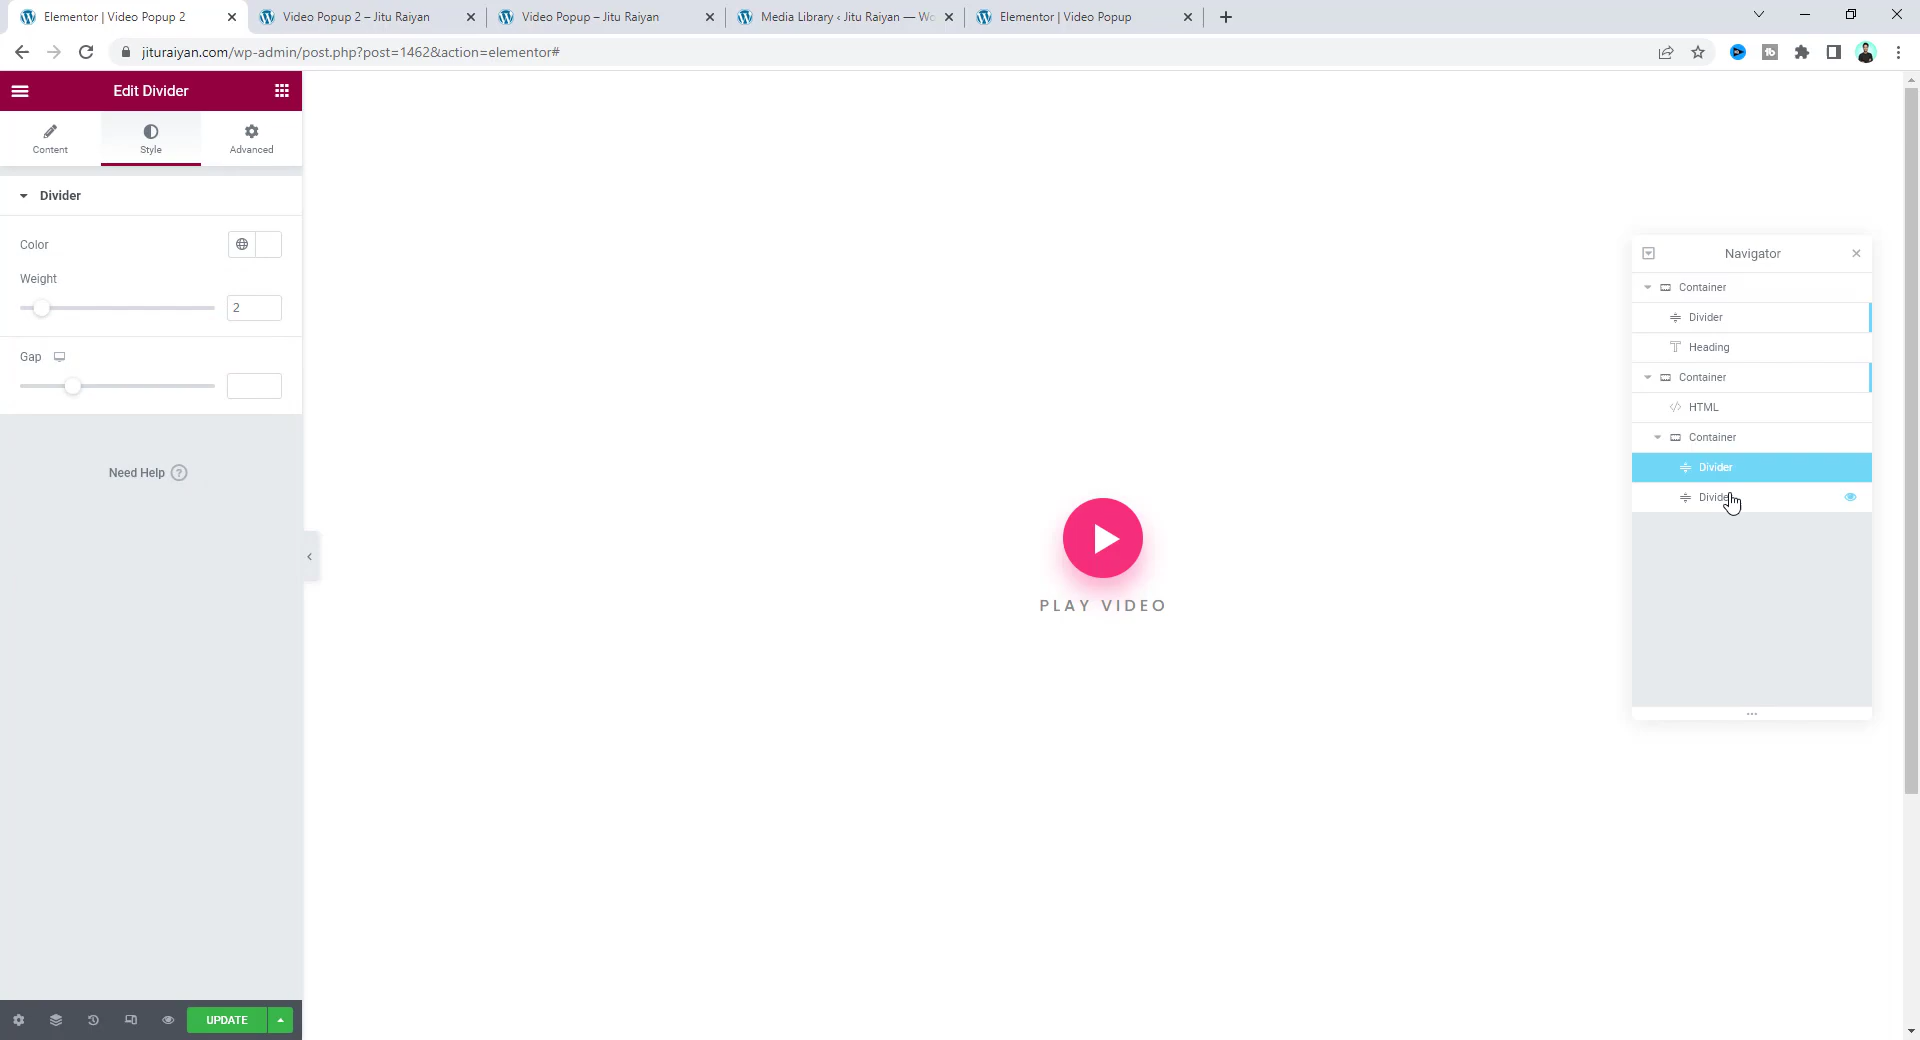 Elementor | Video Popup 2
Video Popup 2 – Jitu Raiyan
Video Popup – Jitu Raiyan
Media Library ‹ Jitu Raiyan — Wo
Elementor | Video Popup
jituraiyan.com/wp-admin/post.php?post=1462&action=elementor#
Edit Divider
Content
Style
Advanced
Divider
Color
Weight
2
Gap
Need Help ?
UPDATE
PLAY VIDEO
Navigator
Container
Divider
Heading
Container
HTML
Container
Divider
Divide